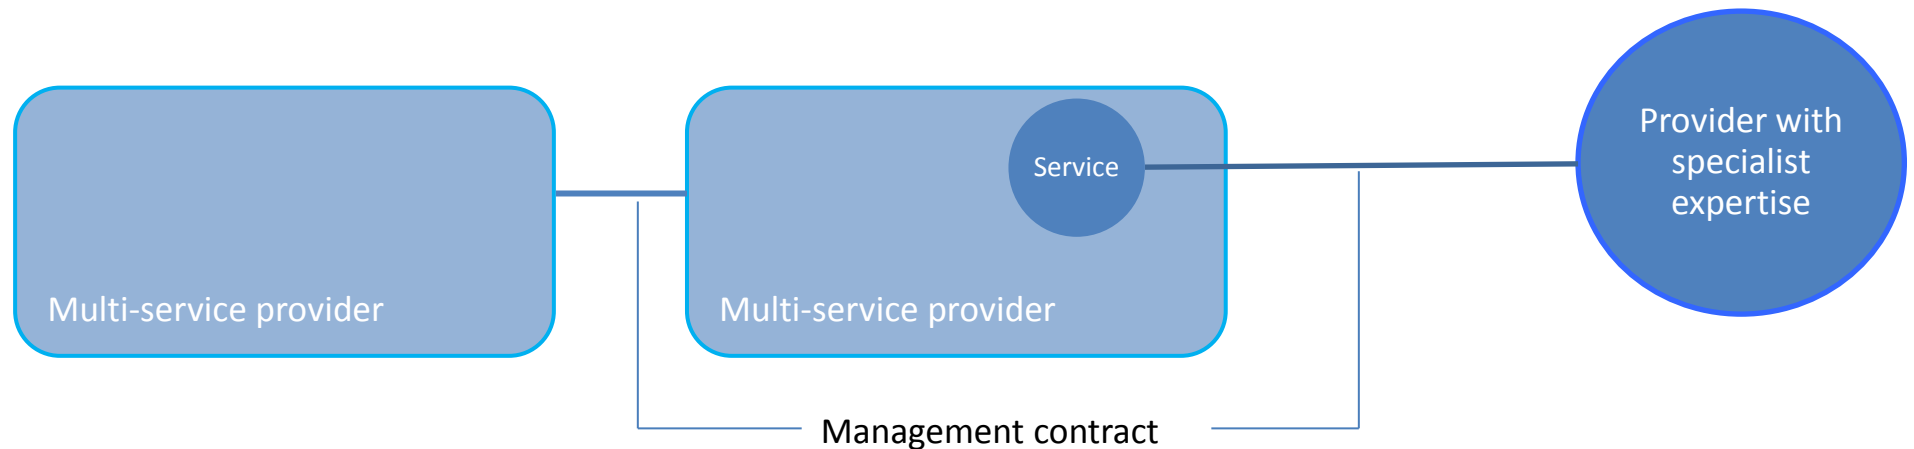 Multi-service provider
Multi-service provider
Service
Provider with
specialist
expertise
Management contract